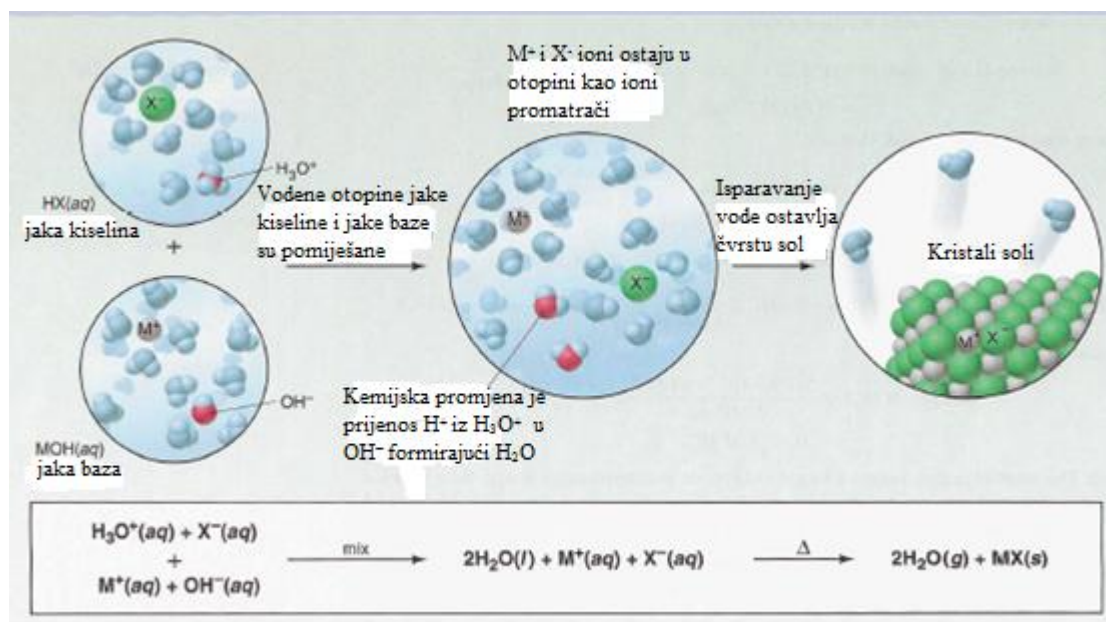 X⁻
H₃O⁺
HX(aq)
jaka kiselina
+
M⁺
OH⁻
MOH(aq)
jaka baza
Vodene otopine jake
kiseline i jake baze
su pomiješane
M⁺ i X⁻ ioni ostaju u
otopini kao ioni
promatrači
M⁺
X⁻
Kemijska promjena je
prijenos H⁺ iz H₃O⁺ u
OH⁻ formirajući H₂O
Isparavanje
vode ostavlja
čvrstu sol
Kristali soli
M⁺ X⁻
H₃O⁺(aq) + X⁻(aq)
+
M⁺(aq) + OH⁻(aq)
mix
2H₂O(l) + M⁺(aq) + X⁻(aq)
Δ
2H₂O(g) + MX(s)